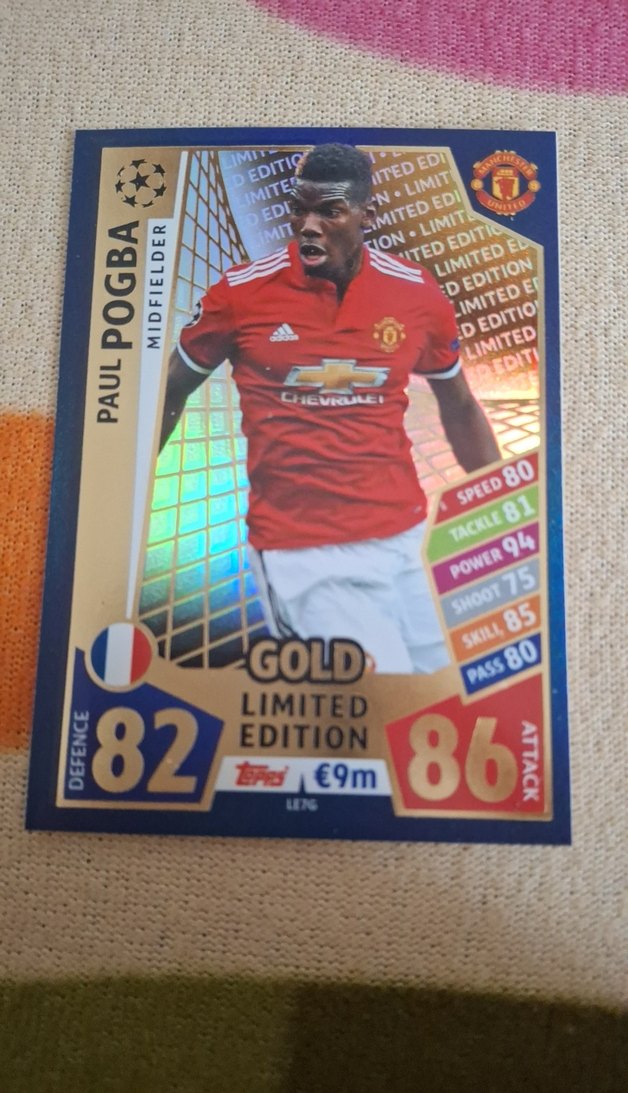 PAUL POGBA
MIDFIELDER
MANCHESTER
UNITED
LIMITED EDITION
adidas
CHEVROLET
SPEED 80
TACKLE 81
POWER 94
SHOOT 75
SKILL 85
PASS 80
GOLD
LIMITED
EDITION
DEFENCE 82
86 ATTACK
Topps €9m
LE7G